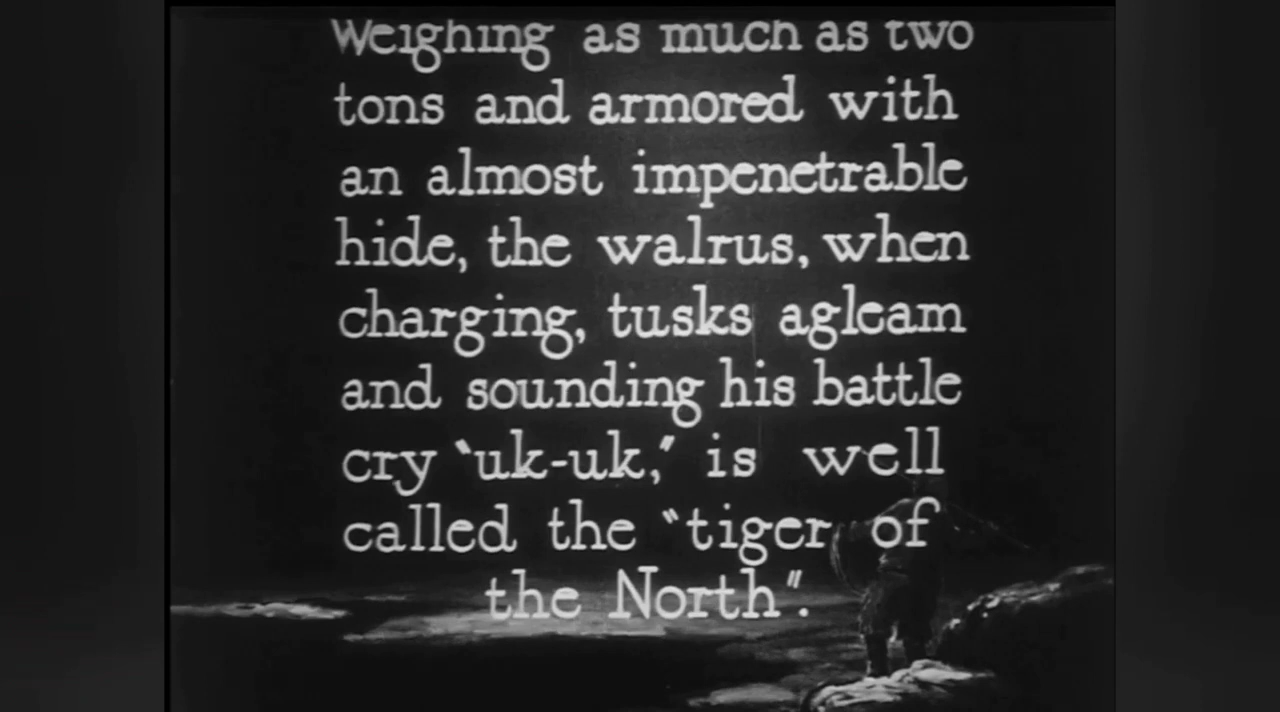 Weighing as much as two
tons and armored with
an almost impenetrable
hide, the walrus, when
charging, tusks agleam
and sounding his battle
cry "uk-uk," is well
called the "tiger of
the North".